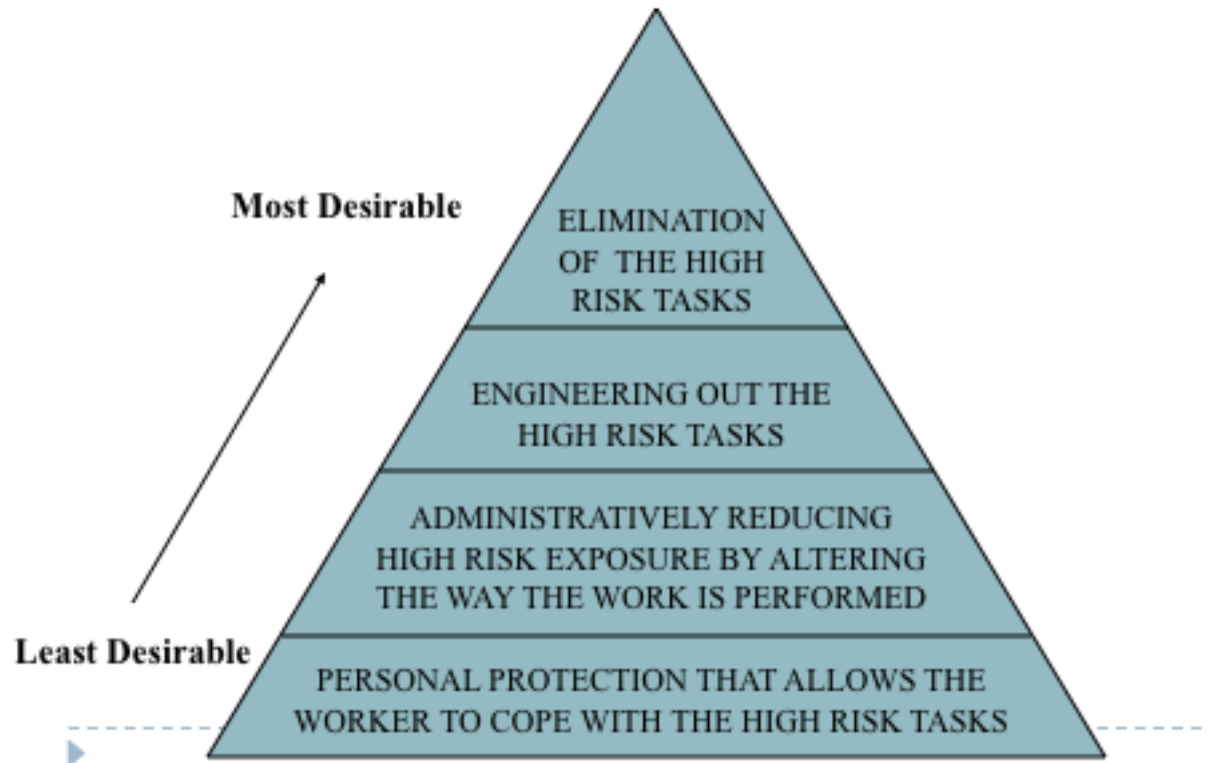 Most Desirable
ELIMINATION
OF THE HIGH
RISK TASKS
ENGINEERING OUT THE
HIGH RISK TASKS
ADMINISTRATIVELY REDUCING
HIGH RISK EXPOSURE BY ALTERING
THE WAY THE WORK IS PERFORMED
Least Desirable
PERSONAL PROTECTION THAT ALLOWS THE
WORKER TO COPE WITH THE HIGH RISK TASKS